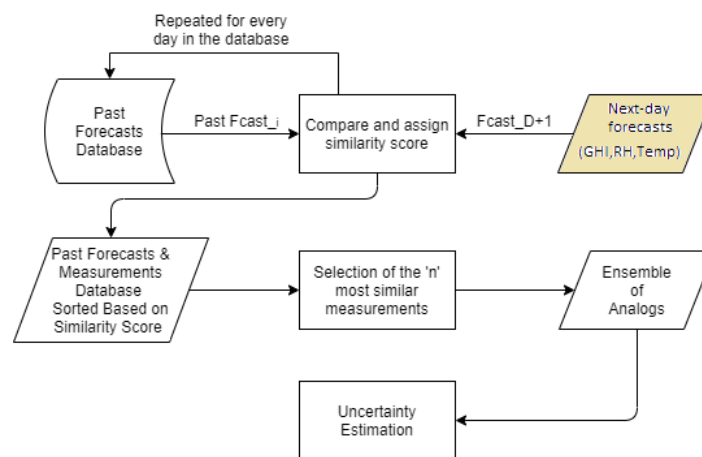 Repeated for every
day in the database
Past
Forecasts
Database
Past Fcast_i
Compare and assign
similarity score
Fcast_D+1
Next-day
forecasts
(GHI,RH,Temp)
Past Forecasts &
Measurements
Database
Sorted Based on
Similarity Score
Selection of the 'n'
most similar
measurements
Ensemble
of
Analogs
Uncertainty
Estimation